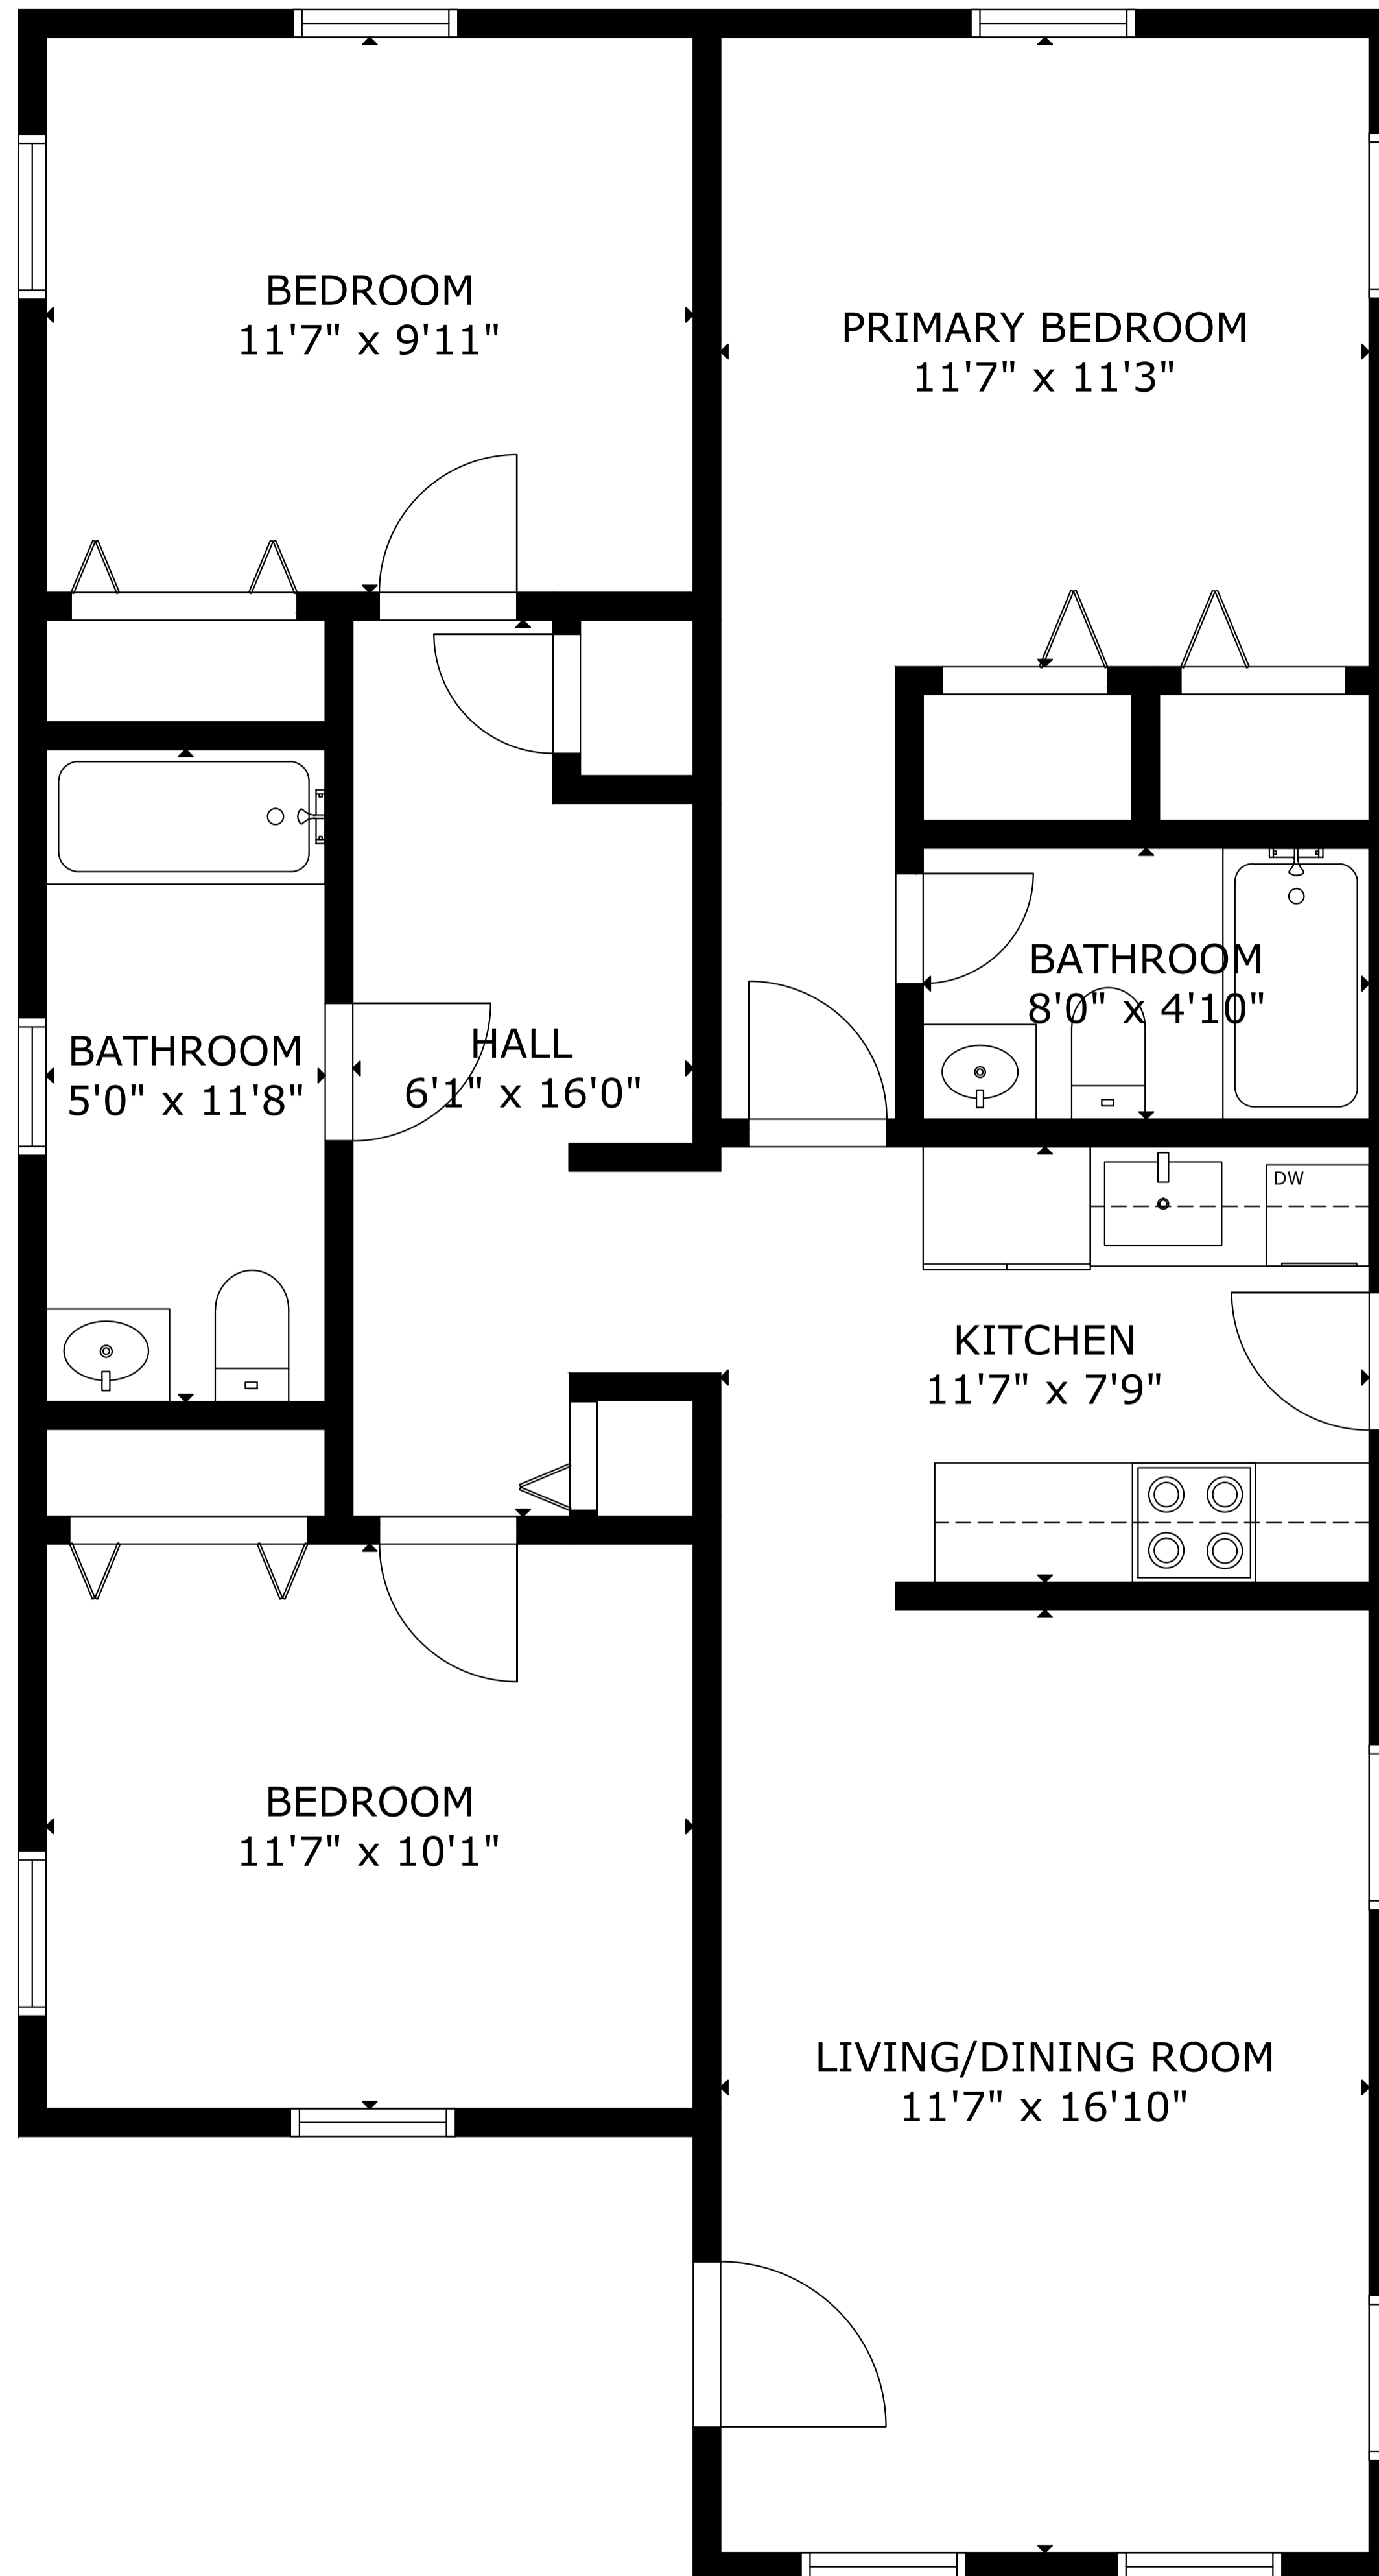 BEDROOM
11'7" x 9'11"
PRIMARY BEDROOM
11'7" x 11'3"
BATHROOM
8'0" x 4'10"
BATHROOM
5'0" x 11'8"
HALL
6'1" x 16'0"
DW
KITCHEN
11'7" x 7'9"
BEDROOM
11'7" x 10'1"
LIVING/DINING ROOM
11'7" x 16'10"